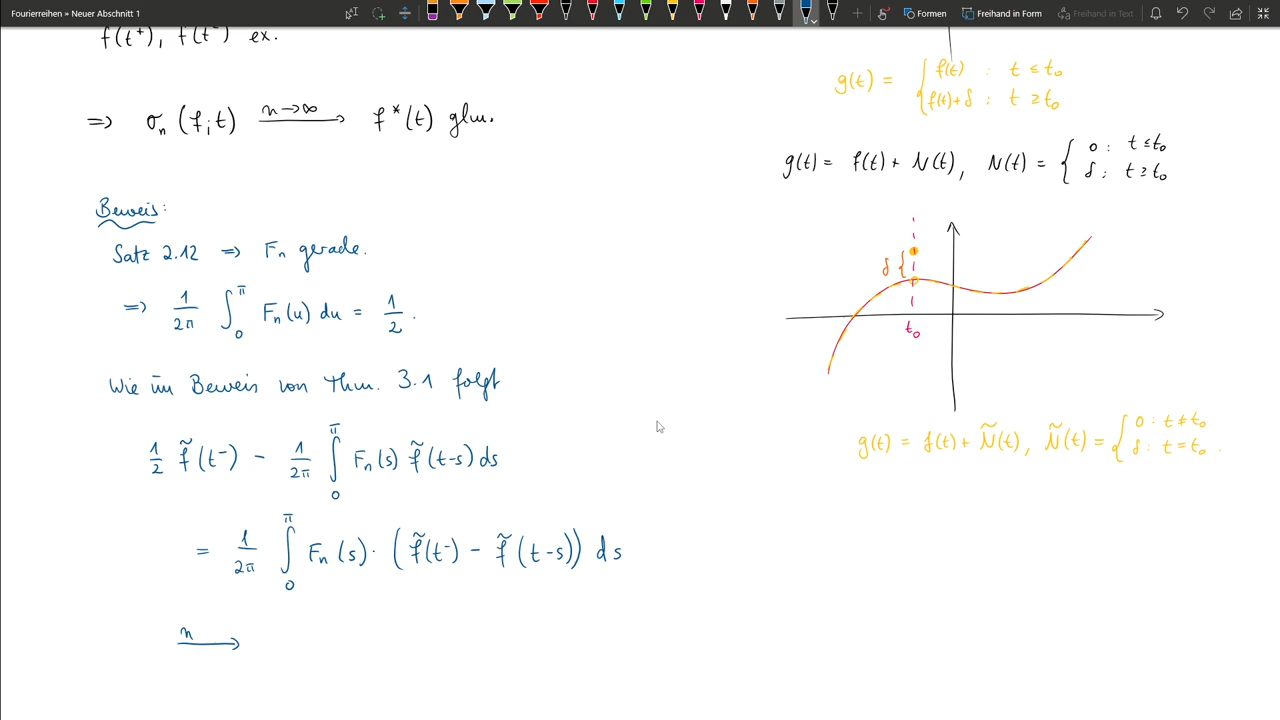 Fourierreihen » Neuer Abschnitt 1
Formen
Freihand in Form
Freihand in Text
f(t⁺), f(t⁻) ex.
⇒ σₙ(f;t) —n→∞→ f*(t) glm.
Beweis:
Satz 2.12 ⇒ Fₙ gerade.
⇒ 1/2π ∫₀^π Fₙ(u) du = 1/2.
Wie im Beweis von Thm. 3.1 folgt
1/2 f̃(t⁻) − 1/2π ∫₀^π Fₙ(s) f̃(t-s) ds
= 1/2π ∫₀^π Fₙ(s) · (f̃(t⁻) − f̃(t-s)) ds
n →
g(t) = { f(t) : t ≤ t₀
f(t)+δ ; t ≥ t₀
g(t) = f(t) + N(t), N(t) = { 0 : t ≤ t₀
δ ; t ≥ t₀
δ {
t₀
g(t) = f(t) + Ñ(t), Ñ(t) = { 0 : t ≠ t₀
δ : t = t₀ .